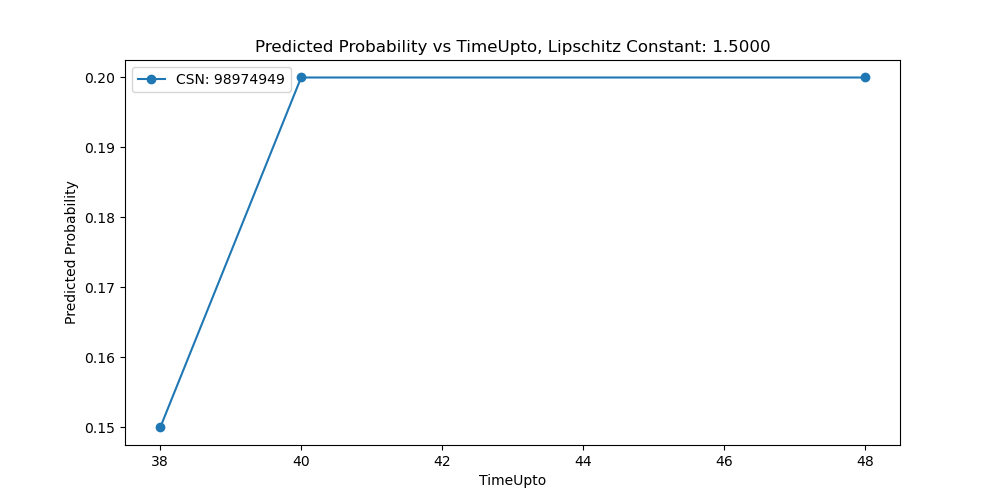 Predicted Probability vs TimeUpto, Lipschitz Constant: 1.5000
CSN: 98974949
0.20
0.19
0.18
0.17
0.16
0.15
Predicted Probability
38 40 42 44 46 48
TimeUpto